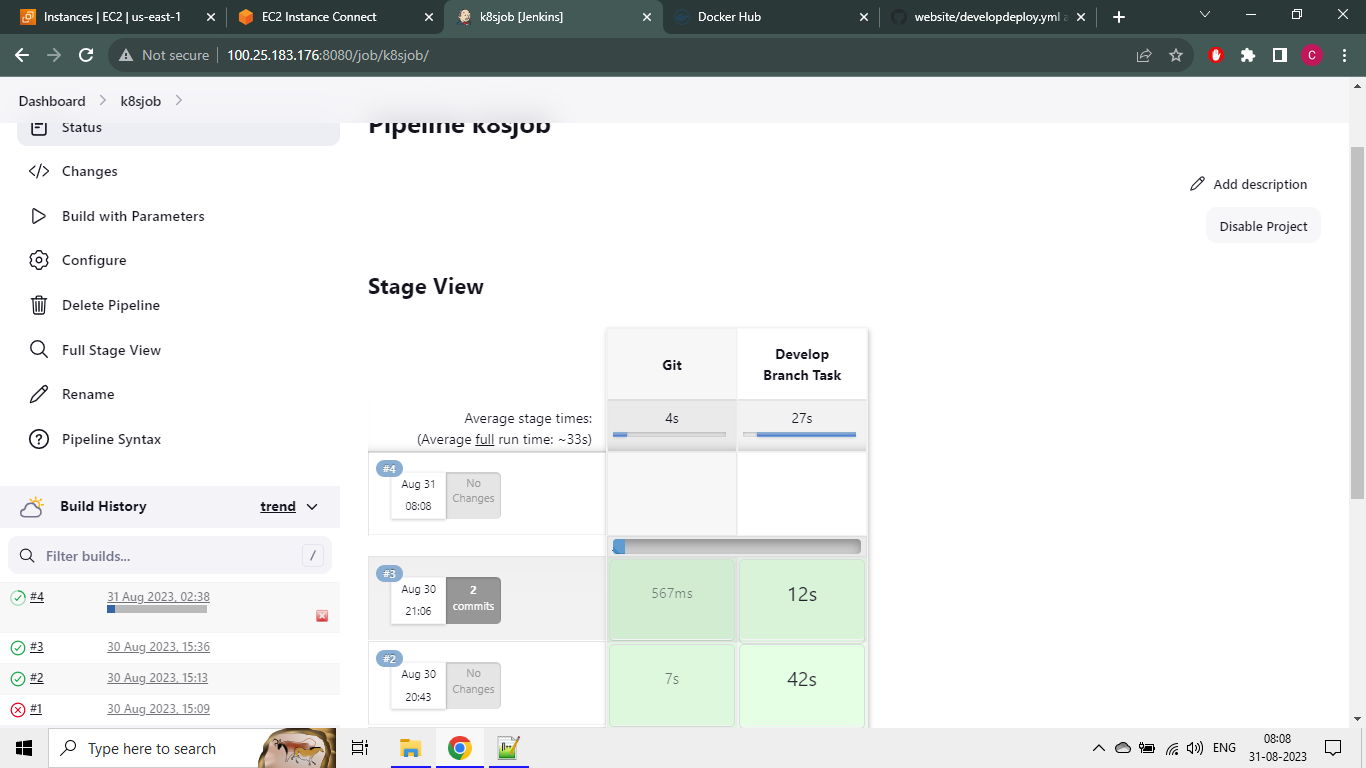 Instances | EC2 | us-east-1
EC2 Instance Connect
k8sjob [Jenkins]
Docker Hub
website/developdeploy.yml a
Not secure
100.25.183.176:8080/job/k8sjob/
C
Dashboard
k8sjob
Status
Changes
Build with Parameters
Configure
Delete Pipeline
Full Stage View
Rename
Pipeline Syntax
Build History
trend
Filter builds...
/
#4
31 Aug 2023, 02:38
#3
30 Aug 2023, 15:36
#2
30 Aug 2023, 15:13
#1
30 Aug 2023, 15:09
Pipeline k8sjob
Add description
Disable Project
Stage View
Git
Develop
Branch Task
Average stage times:
(Average full run time: ~33s)
4s
27s
#4
Aug 31
08:08
No
Changes
#3
Aug 30
21:06
2
commits
567ms
12s
#2
Aug 30
20:43
No
Changes
7s
42s
Type here to search
ENG
08:08
31-08-2023